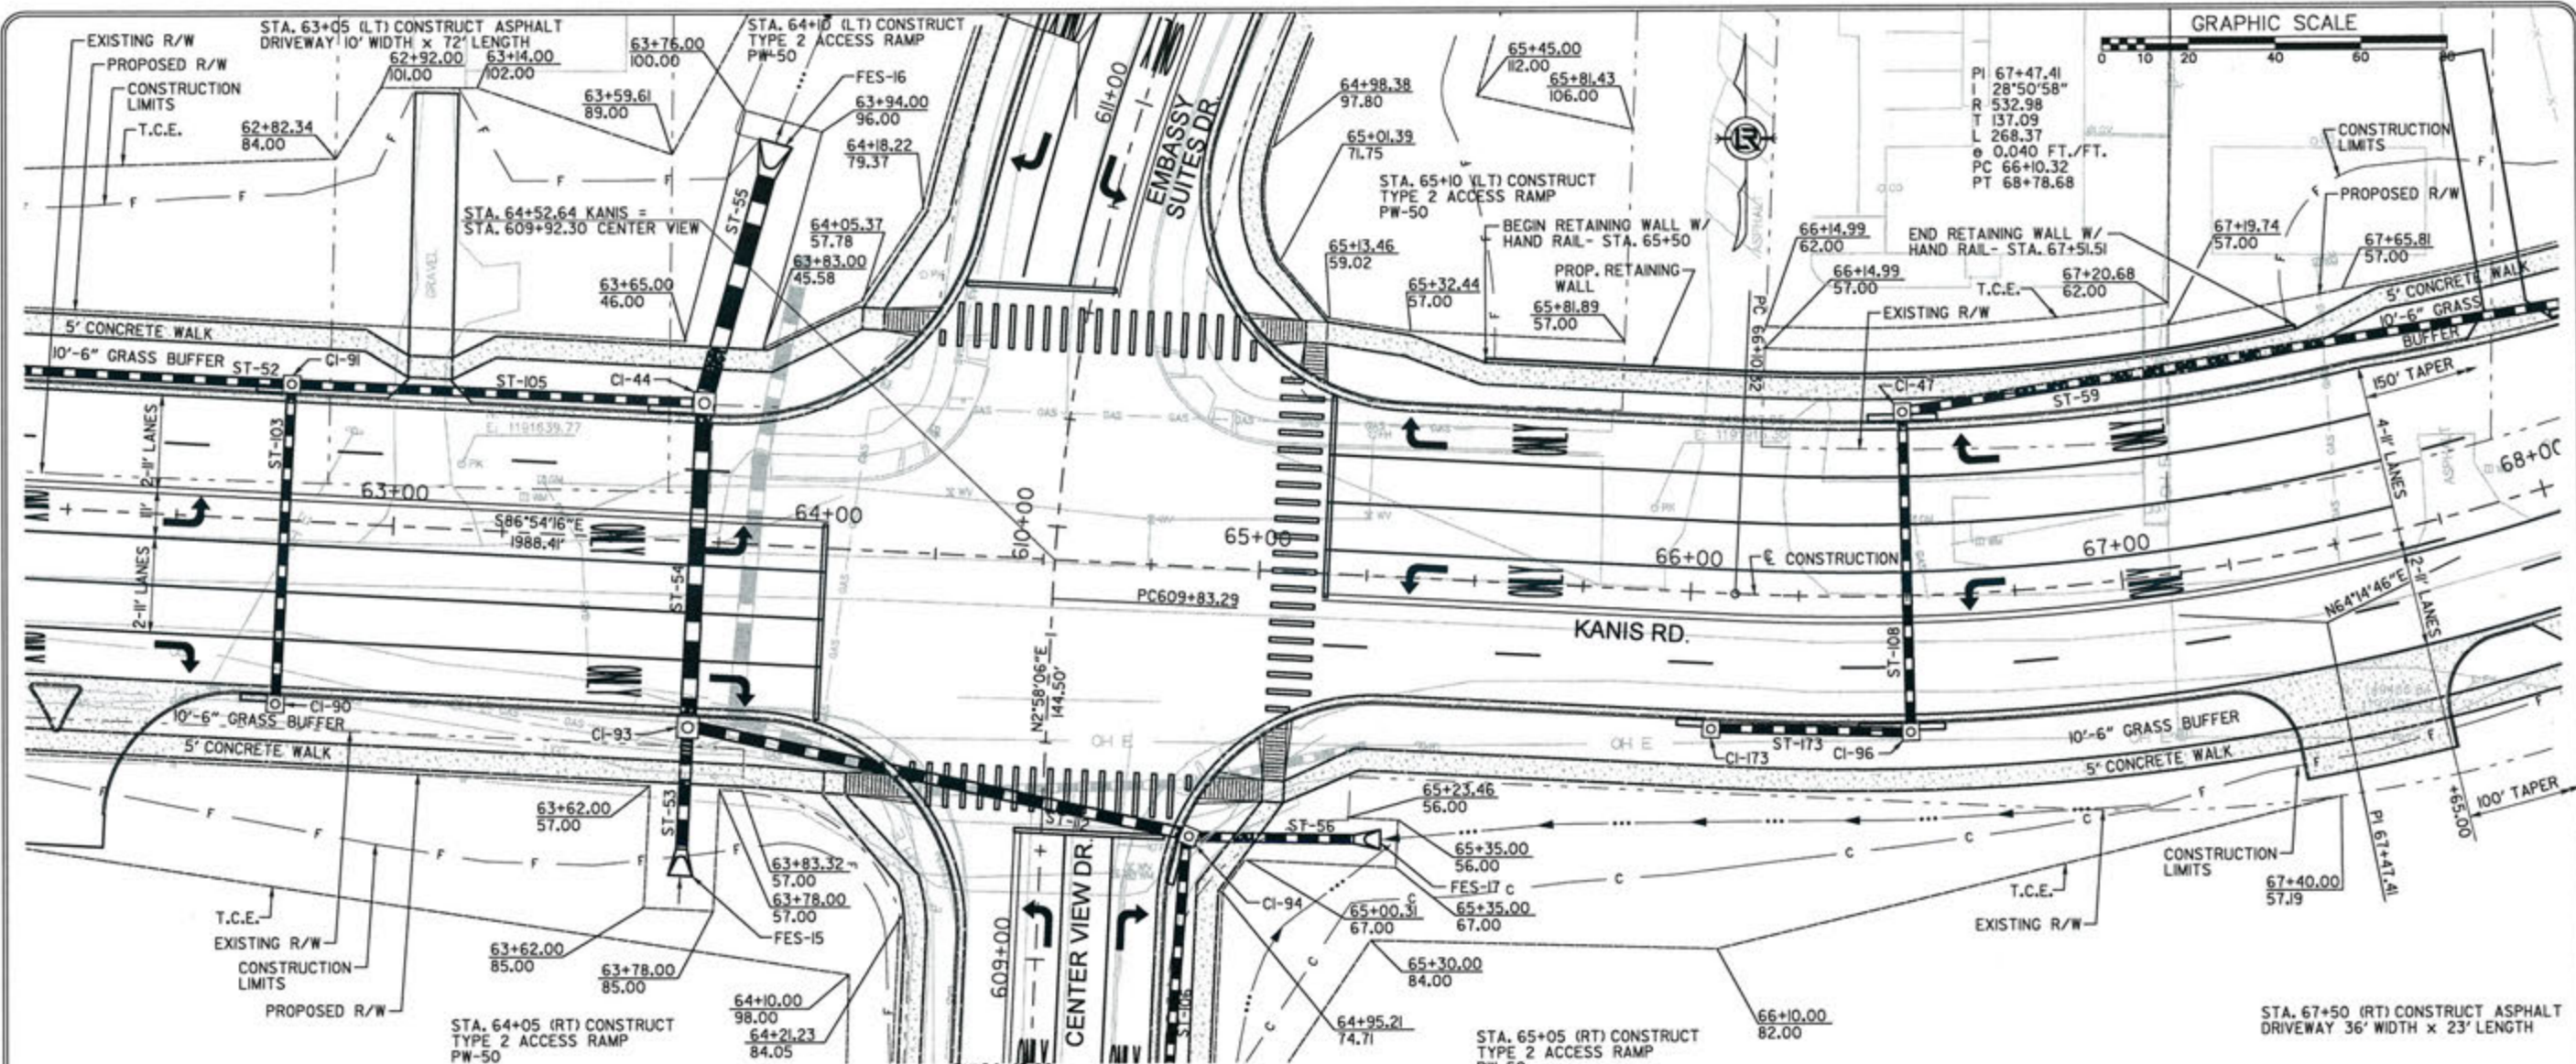 STA. 63+05 (LT) CONSTRUCT ASPHALT
DRIVEWAY 10' WIDTH x 72' LENGTH
STA. 64+10 (LT) CONSTRUCT
TYPE 2 ACCESS RAMP
PW-50
GRAPHIC SCALE
0 10 20 40 60 80
EXISTING R/W
PROPOSED R/W
CONSTRUCTION
LIMITS
T.C.E.
62+82.34
84.00
62+92.00
101.00
63+14.00
102.00
63+59.61
89.00
63+76.00
100.00
FES-16
63+94.00
96.00
64+18.22
79.37
64+05.37
57.78
63+83.00
45.58
63+65.00
46.00
STA. 64+52.64 KANIS =
STA. 609+92.30 CENTER VIEW
ST-55
611+00
EMBASSY
SUITES DR.
64+98.38
97.80
65+01.39
71.75
65+45.00
112.00
65+81.43
106.00
STA. 65+10 (LT) CONSTRUCT
TYPE 2 ACCESS RAMP
PW-50
BEGIN RETAINING WALL W/
HAND RAIL- STA. 65+50
PROP. RETAINING
WALL
65+13.46
59.02
65+32.44
57.00
65+81.89
57.00
66+14.99
62.00
66+14.99
57.00
PC 66+10.32
PI 67+47.41
I 28°50'58"
R 532.98
T 137.09
L 268.37
e 0.040 FT./FT.
PC 66+10.32
PT 68+78.68
CONSTRUCTION
LIMITS
PROPOSED R/W
END RETAINING WALL W/
HAND RAIL- STA. 67+51.51
67+19.74
57.00
67+65.81
57.00
67+20.68
62.00
T.C.E.
EXISTING R/W
ASPHALT
GRAVEL
5' CONCRETE WALK
10'-6" GRASS BUFFER
ST-52
CI-91
ST-105
CI-44
5' CONCRETE WALK
10'-6" GRASS
BUFFER
CI-47
ST-59
150' TAPER
2-11' LANES
11'
2-11' LANES
ST-103
E: 1191639.77
63+00
S86°54'16"E
1988.41'
ONLY
64+00
ST-54
610+00
65+00
PC609+83.29
N2°58'06"E
144.50'
66+00
℄ CONSTRUCTION
67+00
68+00
4-11' LANES
2-11' LANES
N64°14'46"E
ASPHALT
KANIS RD.
ST-108
CI-90
10'-6" GRASS BUFFER
5' CONCRETE WALK
CI-93
OH E
OH E
ST-173
CI-173
CI-96
10'-6" GRASS BUFFER
5' CONCRETE WALK
100' TAPER
+65.00
PI 67+47.41
ST-53
63+62.00
57.00
63+83.32
57.00
63+78.00
57.00
FES-15
63+62.00
85.00
63+78.00
85.00
64+10.00
98.00
64+21.23
84.05
T.C.E.
EXISTING R/W
CONSTRUCTION
LIMITS
PROPOSED R/W
STA. 64+05 (RT) CONSTRUCT
TYPE 2 ACCESS RAMP
PW-50
609+00
CENTER VIEW DR.
ST-112
ST-56
ST-106
CI-94
65+23.46
56.00
65+35.00
56.00
FES-17
65+35.00
67.00
65+00.31
67.00
65+30.00
84.00
64+95.21
74.71
66+10.00
82.00
STA. 65+05 (RT) CONSTRUCT
TYPE 2 ACCESS RAMP
PW-50
T.C.E.
EXISTING R/W
CONSTRUCTION
LIMITS
67+40.00
57.19
STA. 67+50 (RT) CONSTRUCT ASPHALT
DRIVEWAY 36' WIDTH x 23' LENGTH